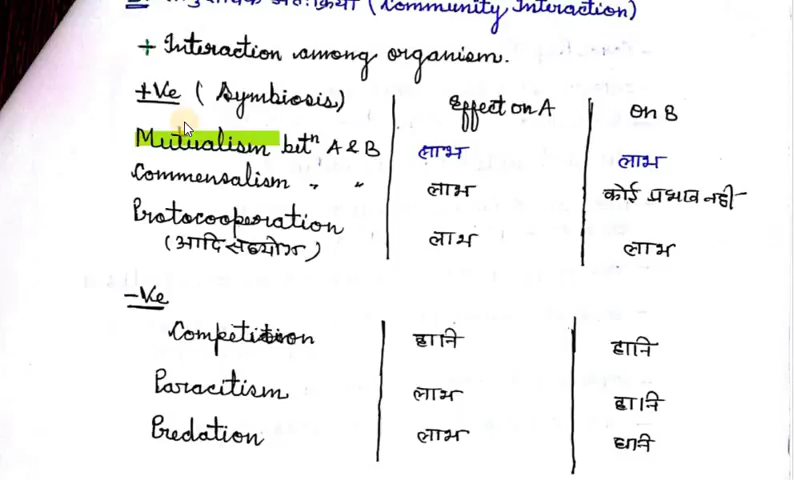 सामुदायिक अंतःक्रिया (Community Interaction)
+ Interaction among organism.
+Ve ( Symbiosis) Effect on A on B
Mutualism betn A & B लाभ लाभ
Commensalism " " लाभ कोई प्रभाव नही
Protocooperation लाभ लाभ
(आदि सहयोग)
-Ve
Competition हानि हानि
Paracitism लाभ हानि
Predation लाभ हानि